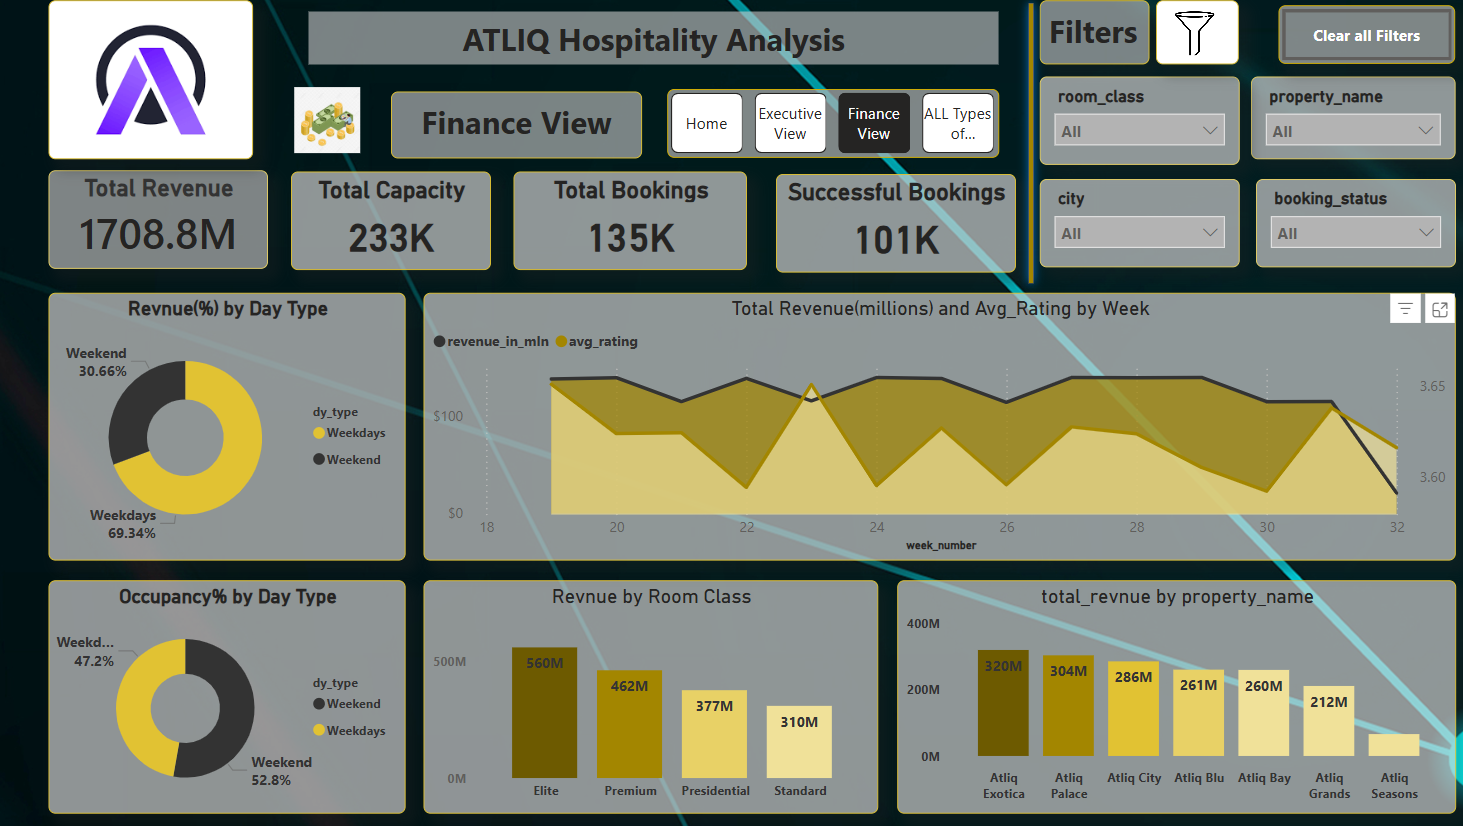 ATLIQ Hospitality Analysis
Filters
Clear all Filters
Finance View
Home
Executive
View
Finance
View
ALL Types
of...
room_class
All
property_name
All
city
All
booking_status
All
Total Revenue
1708.8M
Total Capacity
233K
Total Bookings
135K
Successful Bookings
101K
Revnue(%) by Day Type
Weekend
30.66%
Weekdays
69.34%
dy_type
Weekdays
Weekend
Total Revenue(millions) and Avg_Rating by Week
revenue_in_mln
avg_rating
$100
$0
3.65
3.60
18
20
22
24
26
28
30
32
week_number
Occupancy% by Day Type
Weekd...
47.2%
Weekend
52.8%
dy_type
Weekend
Weekdays
Revnue by Room Class
500M
0M
560M
462M
377M
310M
Elite
Premium
Presidential
Standard
total_revnue by property_name
400M
200M
0M
320M
304M
286M
261M
260M
212M
Atliq
Exotica
Atliq
Palace
Atliq City
Atliq Blu
Atliq Bay
Atliq
Grands
Atliq
Seasons